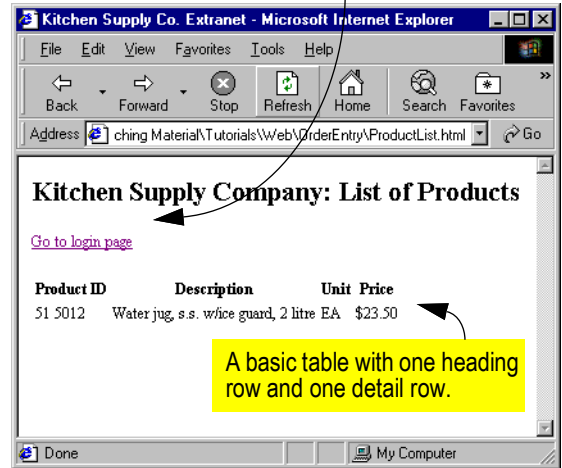 Kitchen Supply Co. Extranet - Microsoft Internet Explorer
File Edit View Favorites Tools Help
Back Forward Stop Refresh Home Search Favorites »
Address ching Material\Tutorials\Web\OrderEntry\ProductList.html Go
Kitchen Supply Company: List of Products
Go to login page
Product ID Description Unit Price
51 5012 Water jug, s.s. w/ice guard, 2 litre EA $23.50
A basic table with one heading
row and one detail row.
Done My Computer